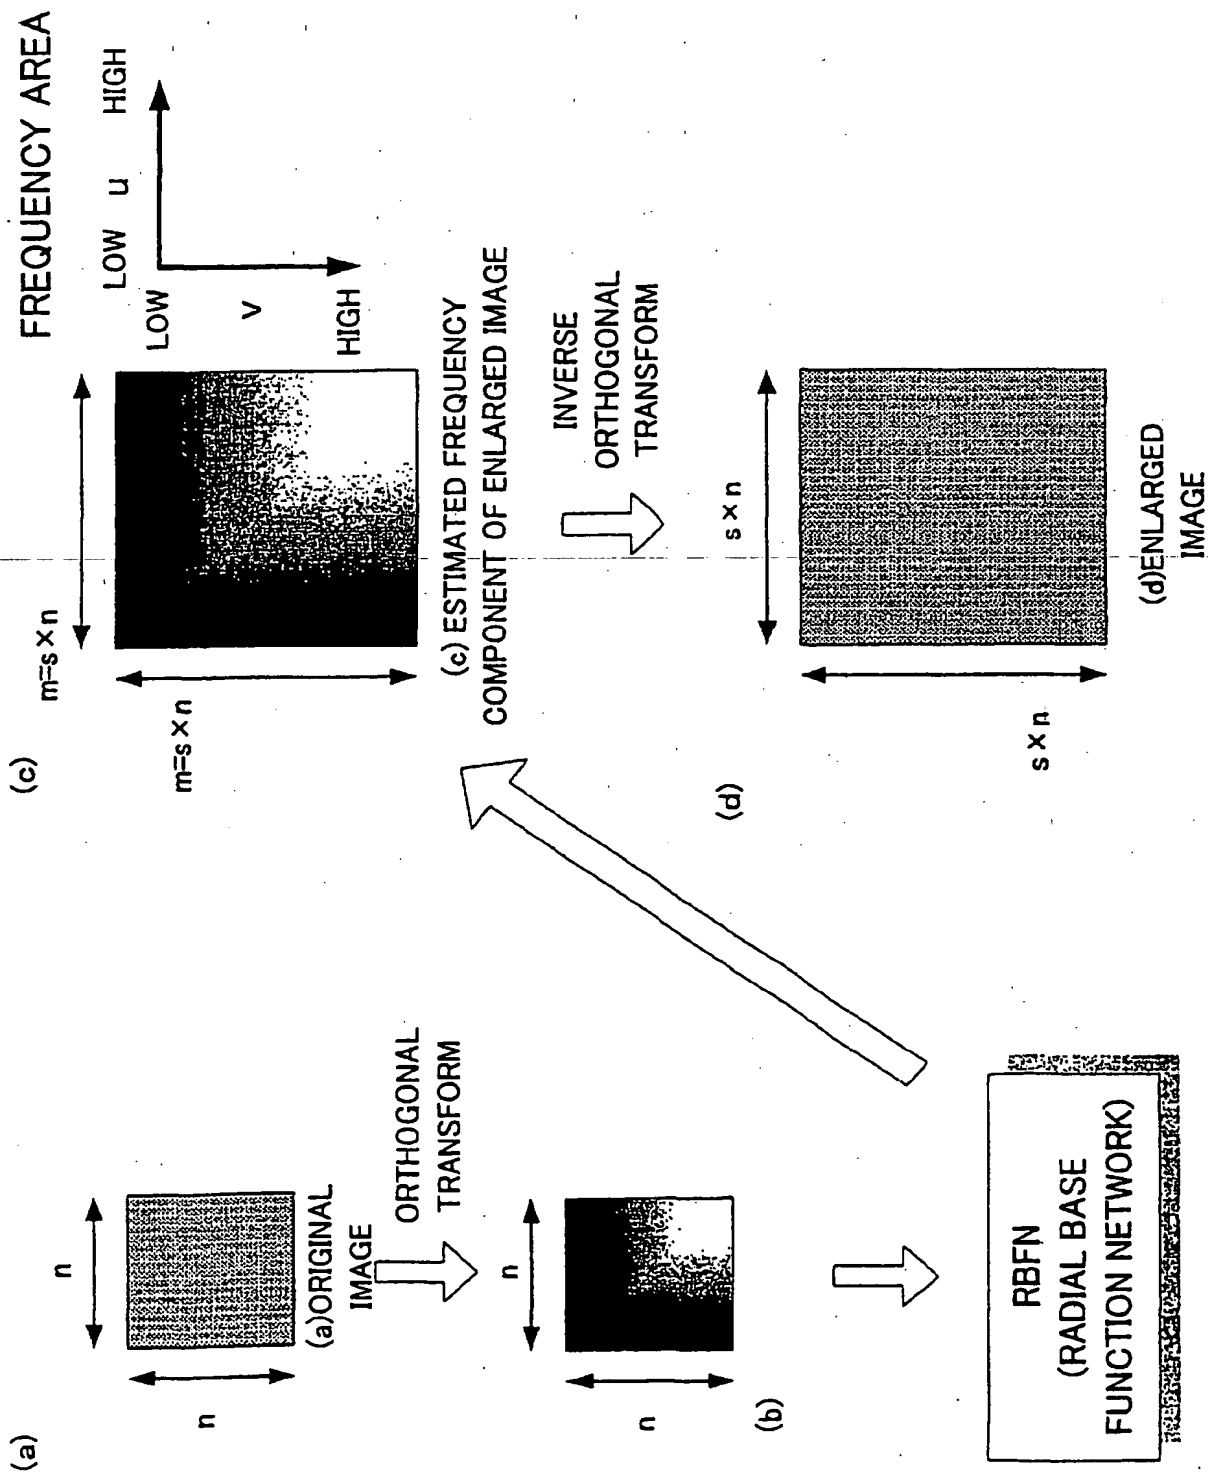 (a)
n
n
(a)ORIGINAL
IMAGE
ORTHOGONAL
TRANSFORM
n
n
(b)
RBFN
(RADIAL BASE
FUNCTION NETWORK)
(c)
m=s×n
m=s×n
FREQUENCY AREA
LOW u HIGH
LOW
v
HIGH
(c) ESTIMATED FREQUENCY
COMPONENT OF ENLARGED IMAGE
INVERSE
ORTHOGONAL
TRANSFORM
(d)
s×n
s×n
(d)ENLARGED
IMAGE